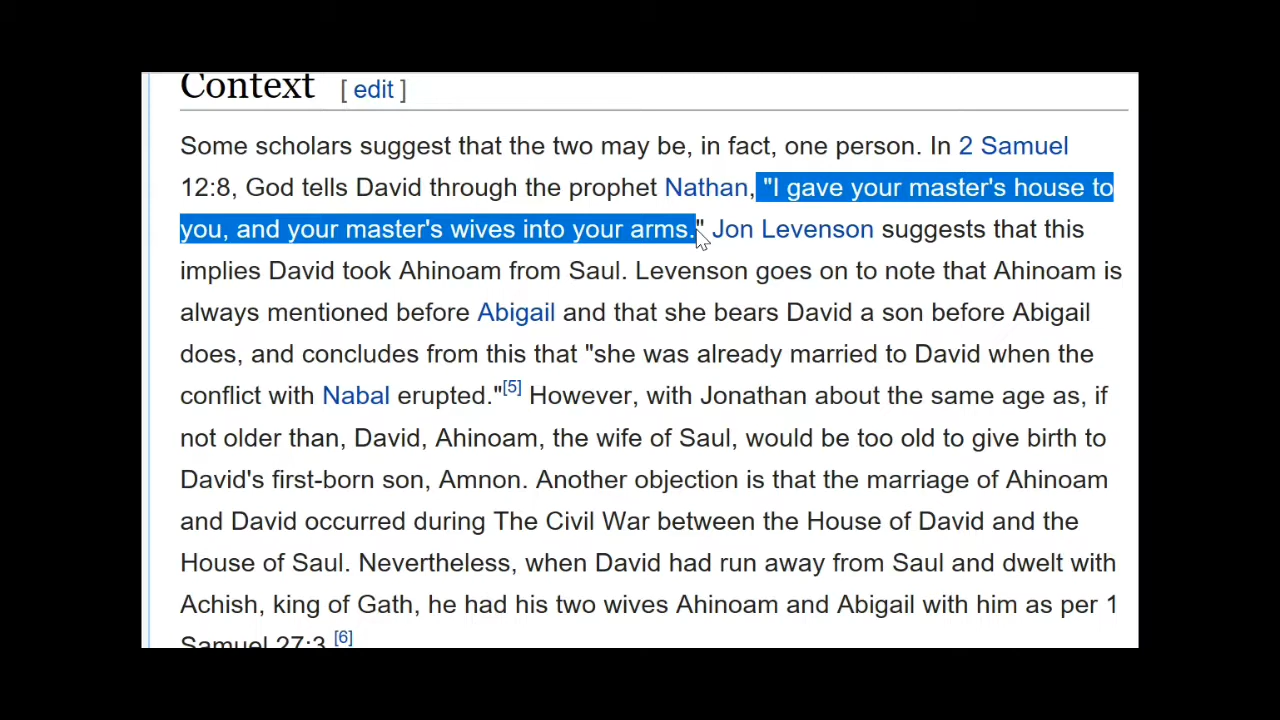 Context [ edit ]
Some scholars suggest that the two may be, in fact, one person. In 2 Samuel
12:8, God tells David through the prophet Nathan, "I gave your master's house to
you, and your master's wives into your arms." Jon Levenson suggests that this
implies David took Ahinoam from Saul. Levenson goes on to note that Ahinoam is
always mentioned before Abigail and that she bears David a son before Abigail
does, and concludes from this that "she was already married to David when the
conflict with Nabal erupted."[5] However, with Jonathan about the same age as, if
not older than, David, Ahinoam, the wife of Saul, would be too old to give birth to
David's first-born son, Amnon. Another objection is that the marriage of Ahinoam
and David occurred during The Civil War between the House of David and the
House of Saul. Nevertheless, when David had run away from Saul and dwelt with
Achish, king of Gath, he had his two wives Ahinoam and Abigail with him as per 1
Samuel 27:3.[6]